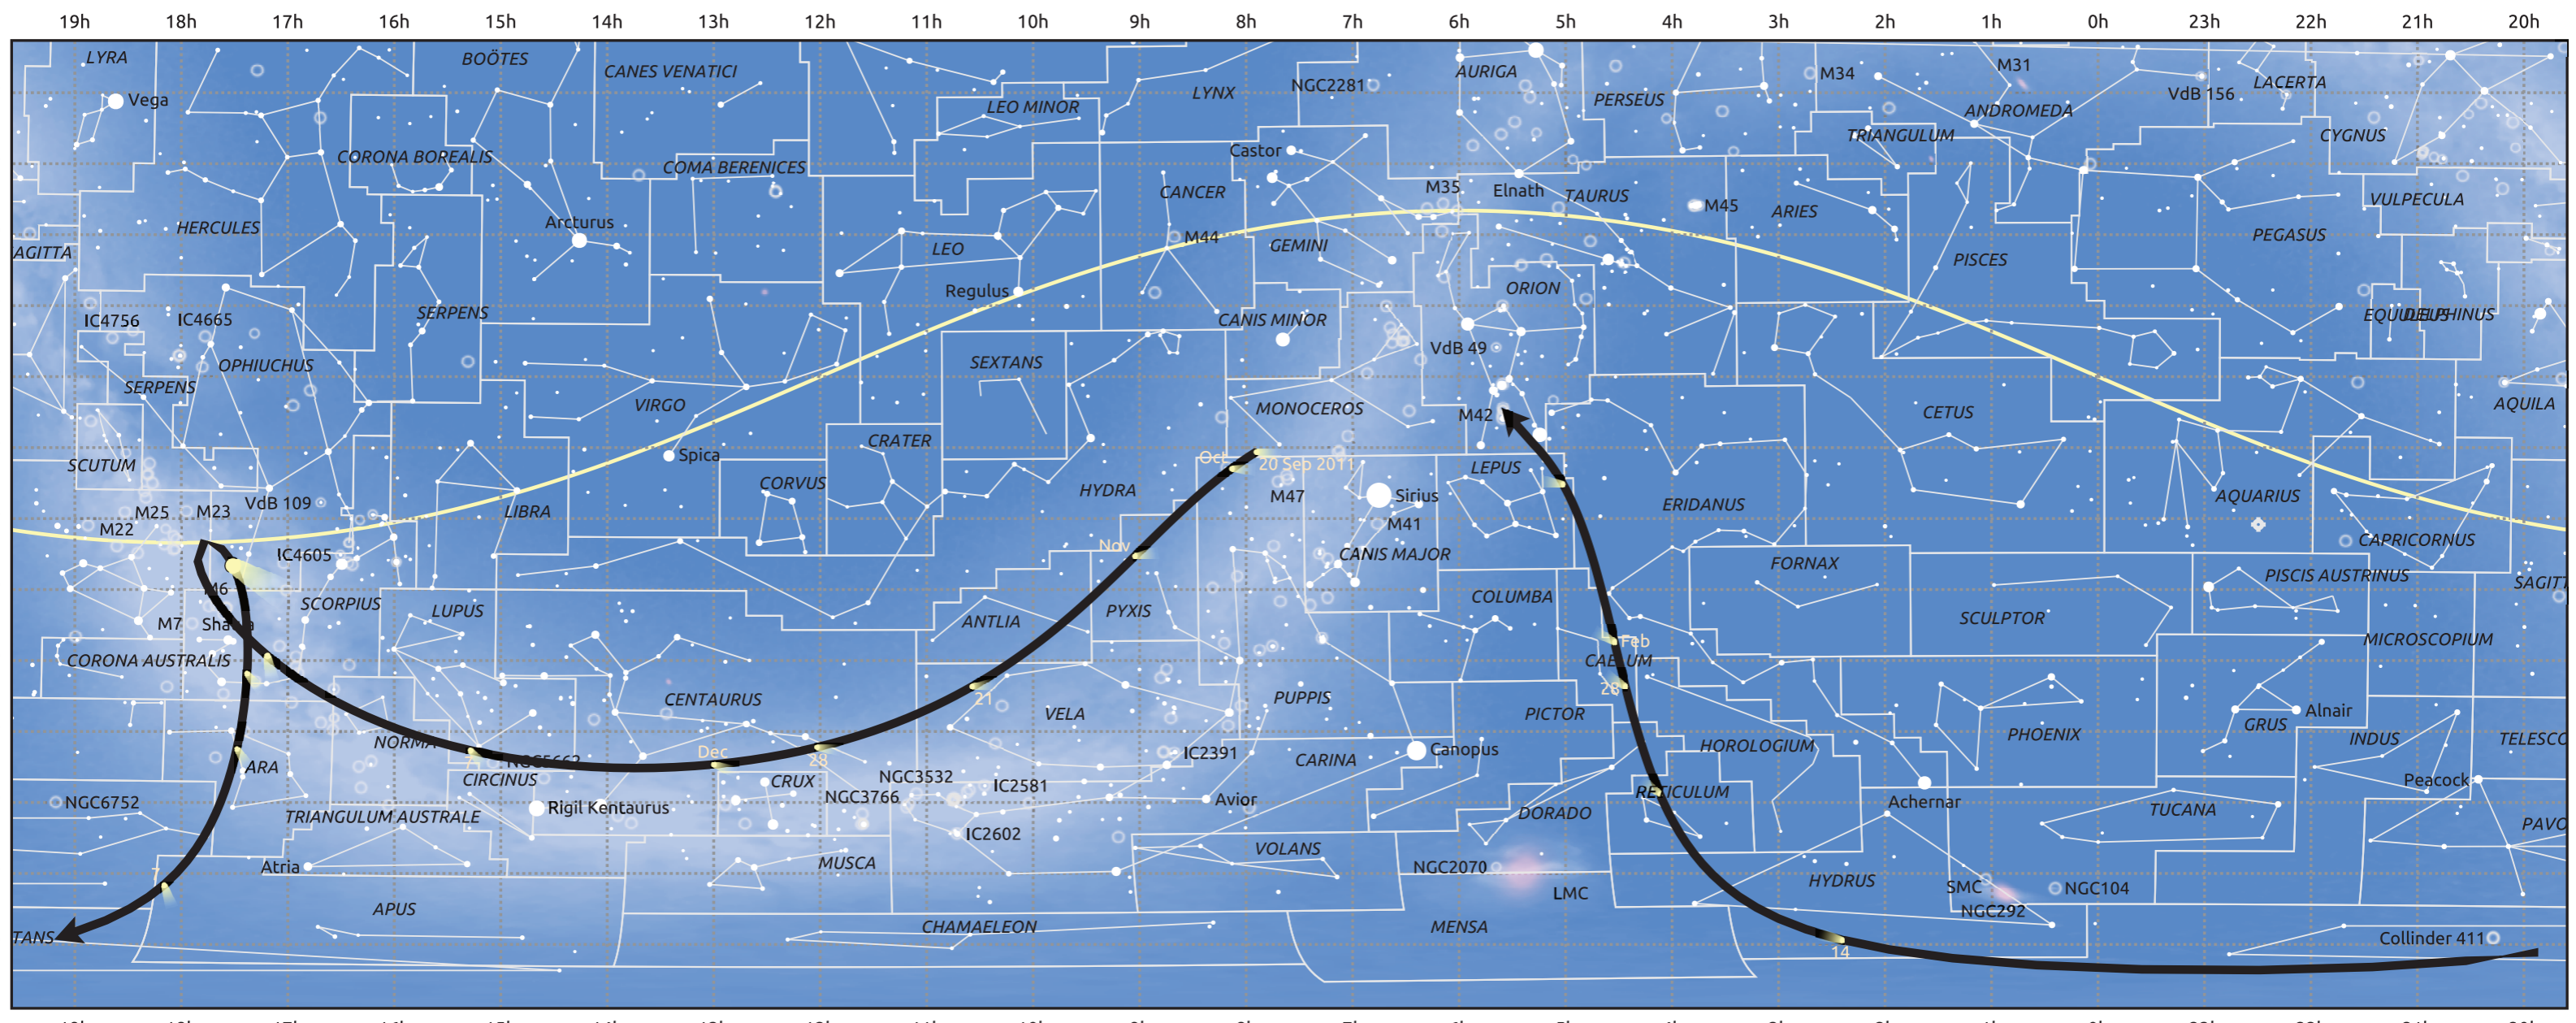 19h 18h 17h 16h 15h 14h 13h 12h 11h 10h 9h 8h 7h 6h 5h 4h 3h 2h 1h 0h 23h 22h 21h 20h
LYRA
BOÖTES
CANES VENATICI
LEO MINOR
LYNX
NGC2281
AURIGA
PERSEUS
M34
M31
ANDROMEDA
VdB 156
LACERTA
Vega
CORONA BOREALIS
COMA BERENICES
Castor
CANCER
M35
Elnath
TAURUS
M45
ARIES
TRIANGULUM
CYGNUS
VULPECULA
HERCULES
Arcturus
LEO
M44
GEMINI
PISCES
PEGASUS
AGITTA
Regulus
ORION
IC4756
IC4665
SERPENS
CANIS MINOR
EQUULEUS
DELPHINUS
OPHIUCHUS
SEXTANS
VdB 49
SERPENS
VIRGO
MONOCEROS
M42
CETUS
AQUILA
SCUTUM
Spica
CRATER
Oct
20 Sep 2011
LEPUS
CORVUS
HYDRA
M47
Sirius
ERIDANUS
AQUARIUS
M25
M23
VdB 109
LIBRA
M41
M22
IC4605
Nov
CANIS MAJOR
FORNAX
CAPRICORNUS
M6
SCORPIUS
LUPUS
ANTLIA
PYXIS
COLUMBA
SCULPTOR
PISCIS AUSTRINUS
SAGITT
M7
CORONA AUSTRALIS
Feb
CAELUM
MICROSCOPIUM
CENTAURUS
21
VELA
PUPPIS
28
PICTOR
Alnair
GRUS
NORMA
NGC5662
Dec
28
IC2391
CARINA
Canopus
HOROLOGIUM
PHOENIX
INDUS
TELESCO
ARA
CIRCINUS
CRUX
NGC3532
IC2581
Peacock
NGC6752
Rigil Kentaurus
NGC3766
Avior
RETICULUM
Achernar
TRIANGULUM AUSTRALE
IC2602
DORADO
TUCANA
PAVO
Atria
MUSCA
VOLANS
NGC2070
7
LMC
HYDRUS
SMC
NGC104
APUS
NGC292
TANS
CHAMAELEON
MENSA
Collinder 411
14